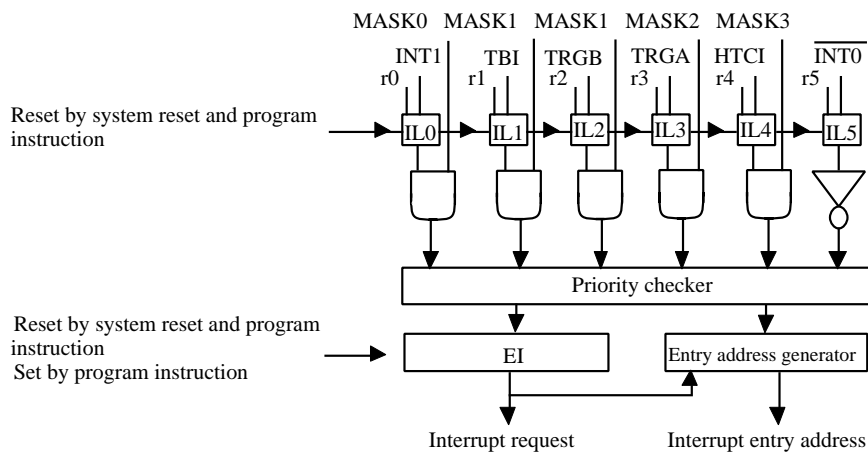 MASK0 MASK1 MASK1 MASK2 MASK3
INT1 TBI TRGB TRGA HTCI INT0
r0 r1 r2 r3 r4 r5
Reset by system reset and program
instruction
IL0 IL1 IL2 IL3 IL4 IL5
Priority checker
Reset by system reset and program
instruction
Set by program instruction
EI
Entry address generator
Interrupt request
Interrupt entry address